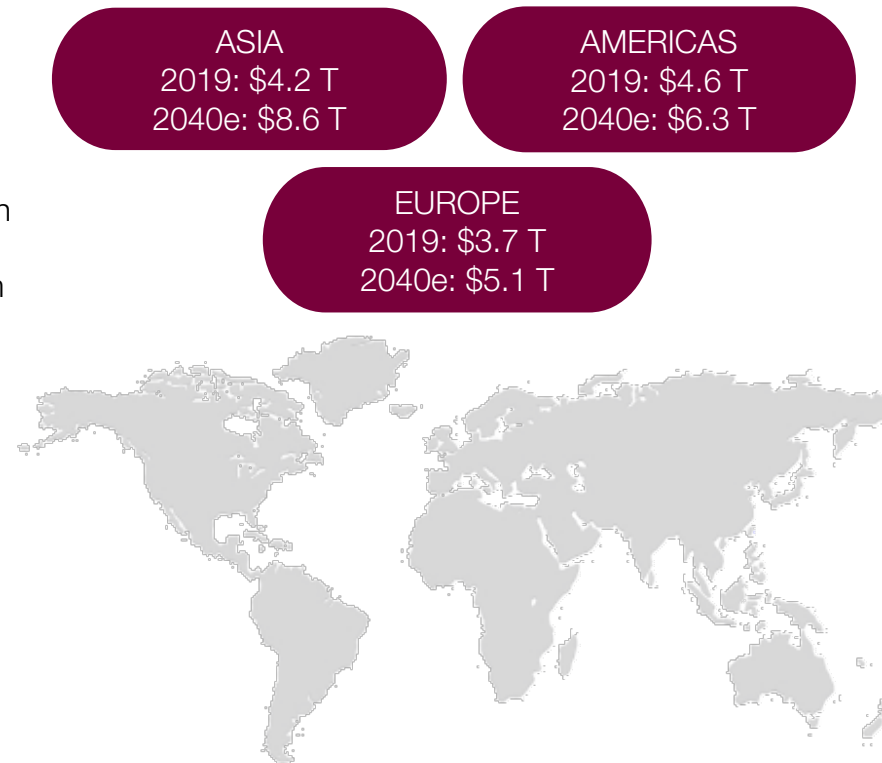 ASIA
2019: $4.2 T
2040e: $8.6 T
AMERICAS
2019: $4.6 T
2040e: $6.3 T
EUROPE
2019: $3.7 T
2040e: $5.1 T